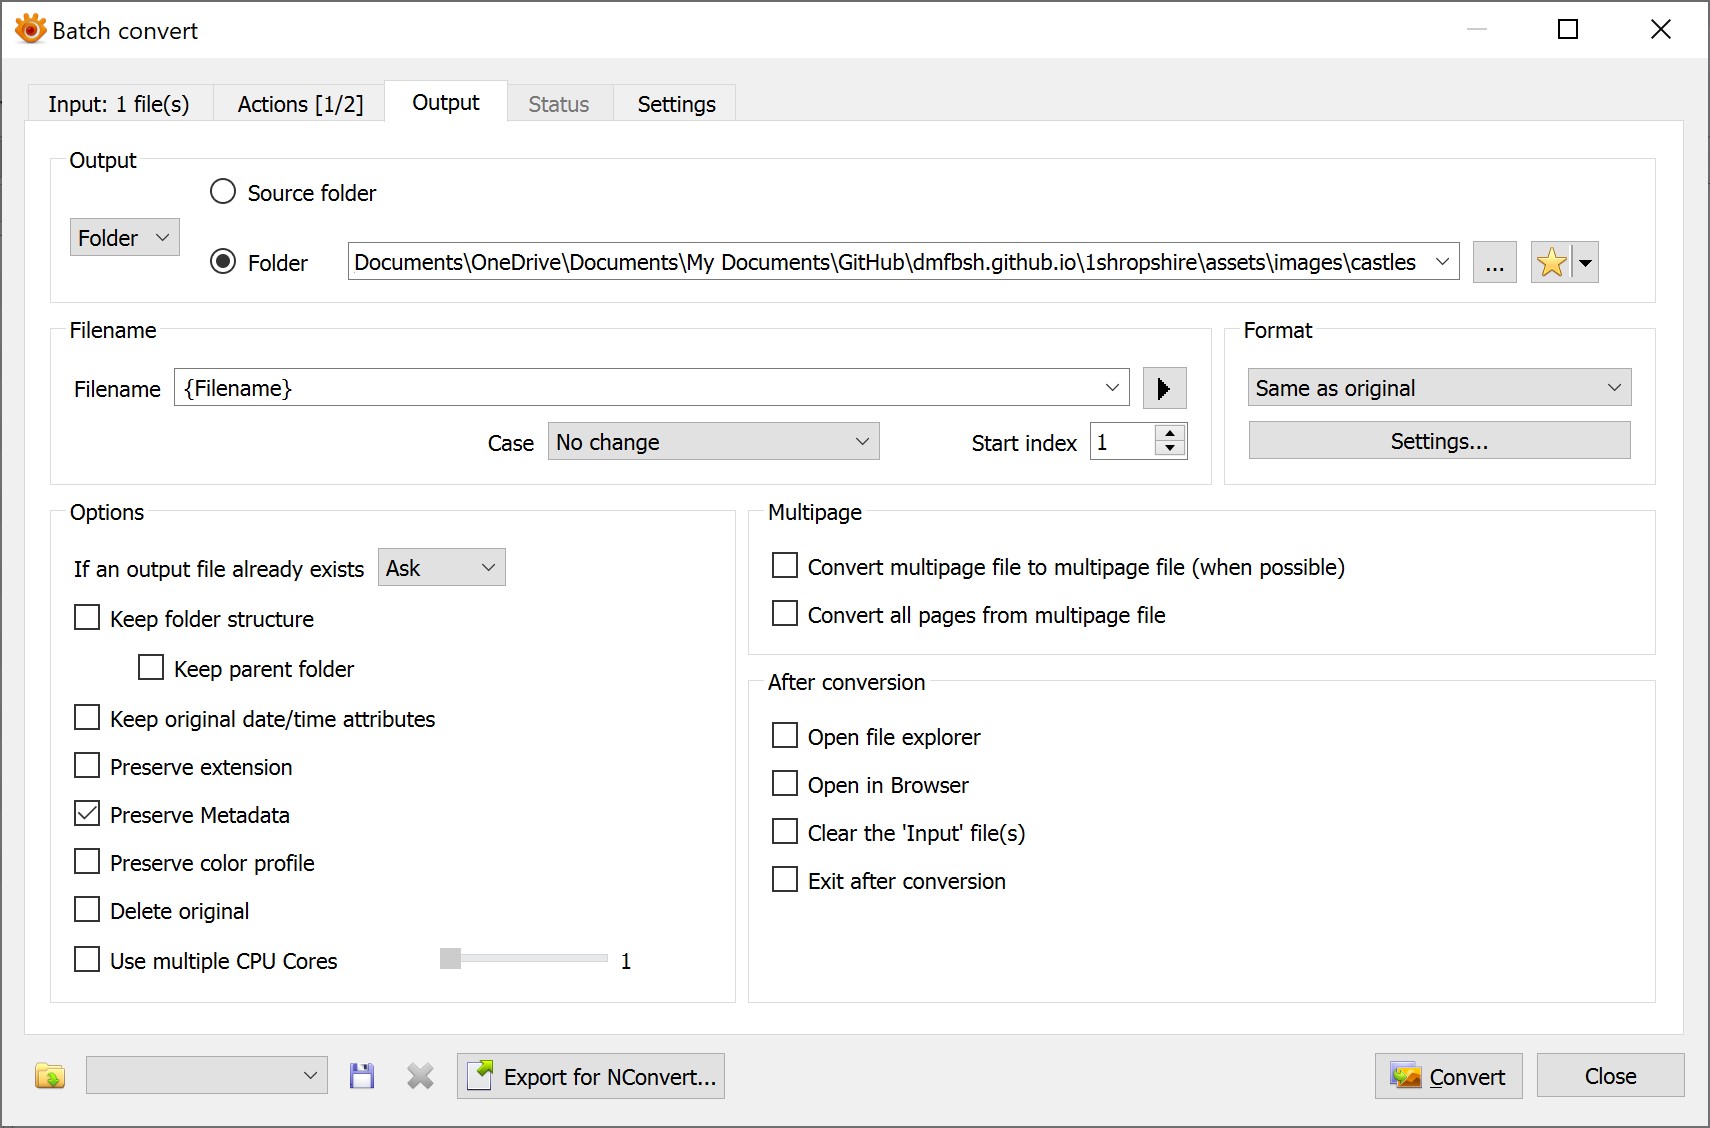 Batch convert
Input: 1 file(s)
Actions [1/2]
Output
Status
Settings
Output
Source folder
Folder
Folder
Documents\OneDrive\Documents\My Documents\GitHub\dmfbsh.github.io\1shropshire\assets\images\castles
...
Filename
Filename
{Filename}
Case
No change
Start index
1
Format
Same as original
Settings...
Options
If an output file already exists
Ask
Keep folder structure
Keep parent folder
Keep original date/time attributes
Preserve extension
Preserve Metadata
Preserve color profile
Delete original
Use multiple CPU Cores
1
Multipage
Convert multipage file to multipage file (when possible)
Convert all pages from multipage file
After conversion
Open file explorer
Open in Browser
Clear the 'Input' file(s)
Exit after conversion
Export for NConvert...
Convert
Close